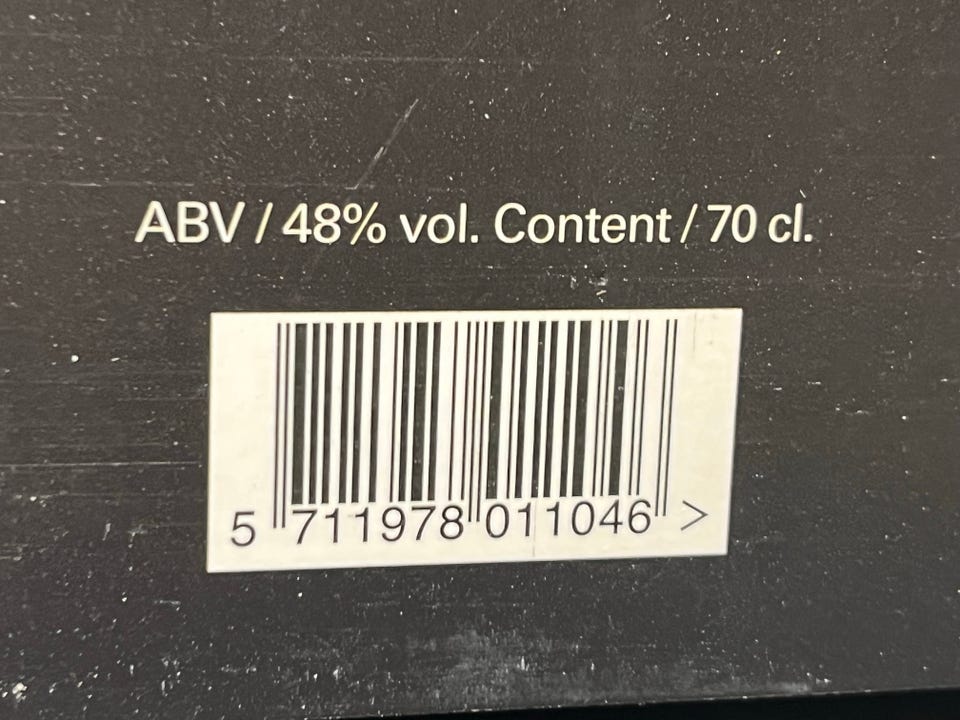 ABV / 48% vol. Content / 70 cl.
5 711978 011046 >